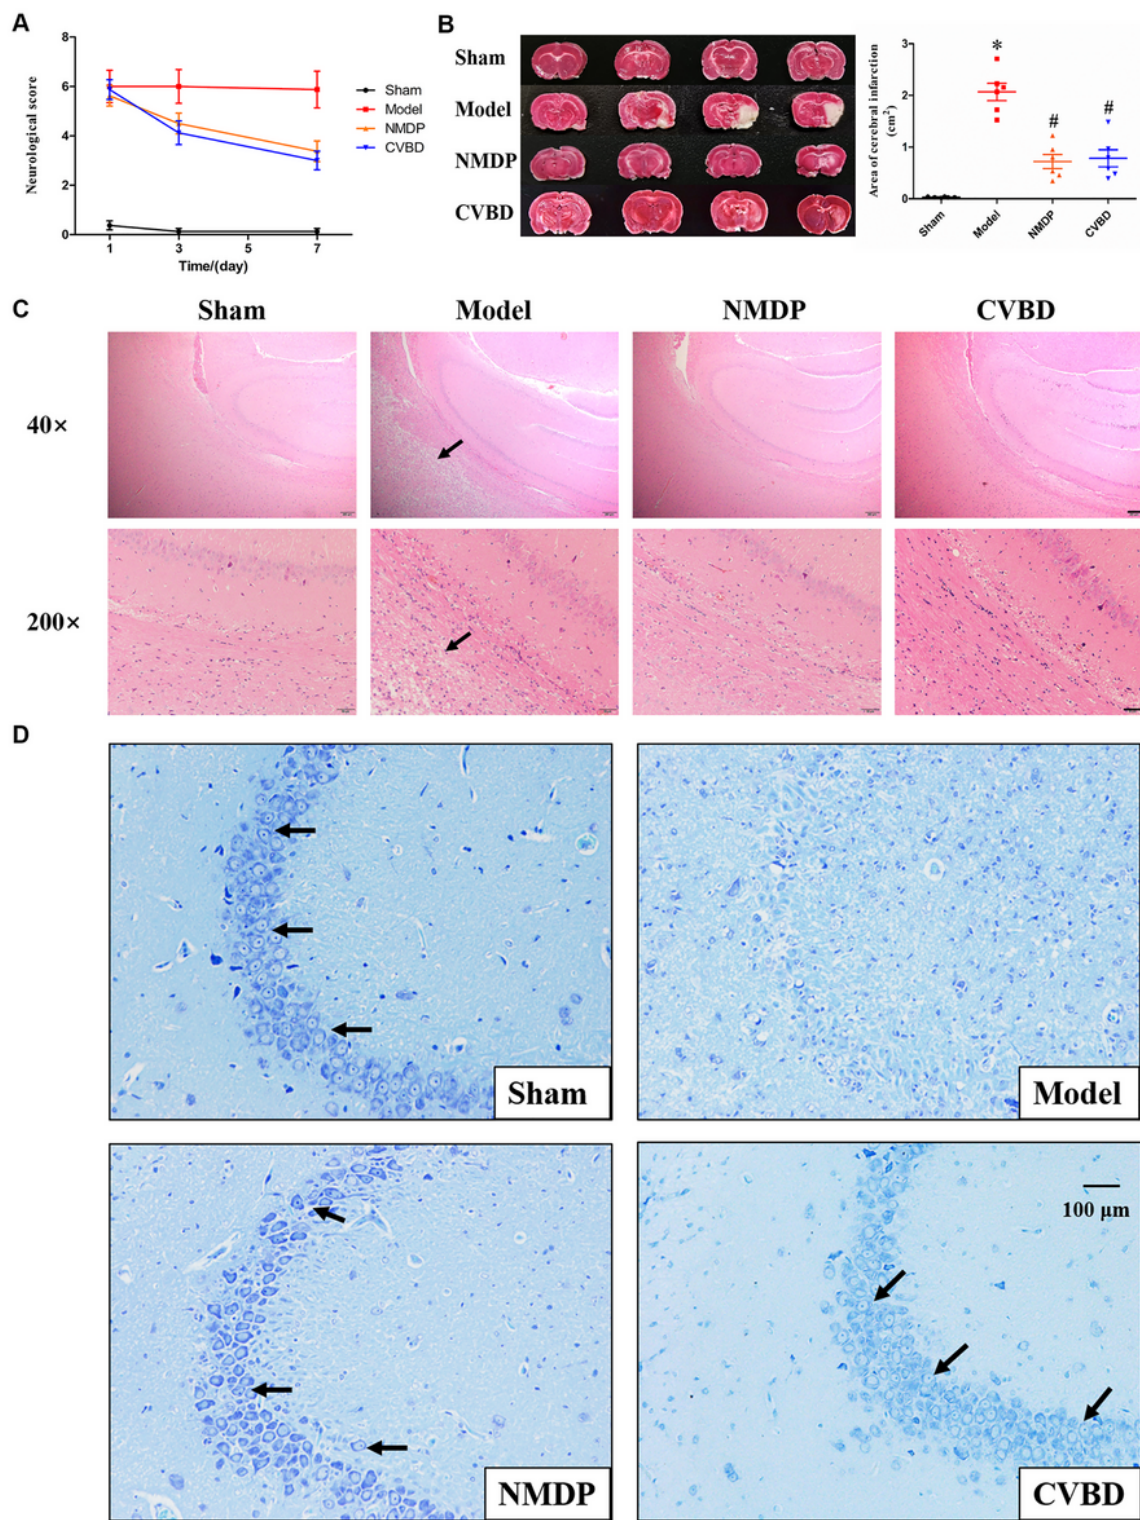 A
Neurological score
8
6
4
2
0
1
3
5
7
Time/(day)
Sham
Model
NMDP
CVBD
B
Sham
Model
NMDP
CVBD
Area of cerebral infarction
(cm²)
3
2
1
0
*
#
#
Sham
Model
NMDP
CVBD
C
Sham
Model
NMDP
CVBD
40×
200×
D
Sham
Model
NMDP
100 µm
CVBD